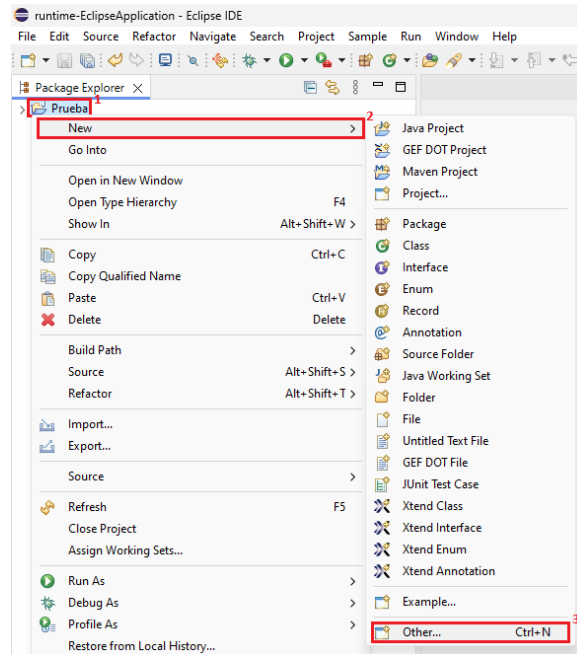 runtime-EclipseApplication - Eclipse IDE
File Edit Source Refactor Navigate Search Project Sample Run Window Help
Package Explorer
Prueba 1
New 2
Go Into
Open in New Window
Open Type Hierarchy F4
Show In Alt+Shift+W
Copy Ctrl+C
Copy Qualified Name
Paste Ctrl+V
Delete Delete
Build Path
Source Alt+Shift+S
Refactor Alt+Shift+T
Import...
Export...
Source
Refresh F5
Close Project
Assign Working Sets...
Run As
Debug As
Profile As
Restore from Local History...
Java Project
GEF DOT Project
Maven Project
Project...
Package
Class
Interface
Enum
Record
Annotation
Source Folder
Java Working Set
Folder
File
Untitled Text File
GEF DOT File
JUnit Test Case
Xtend Class
Xtend Interface
Xtend Enum
Xtend Annotation
Example...
Other... Ctrl+N 3